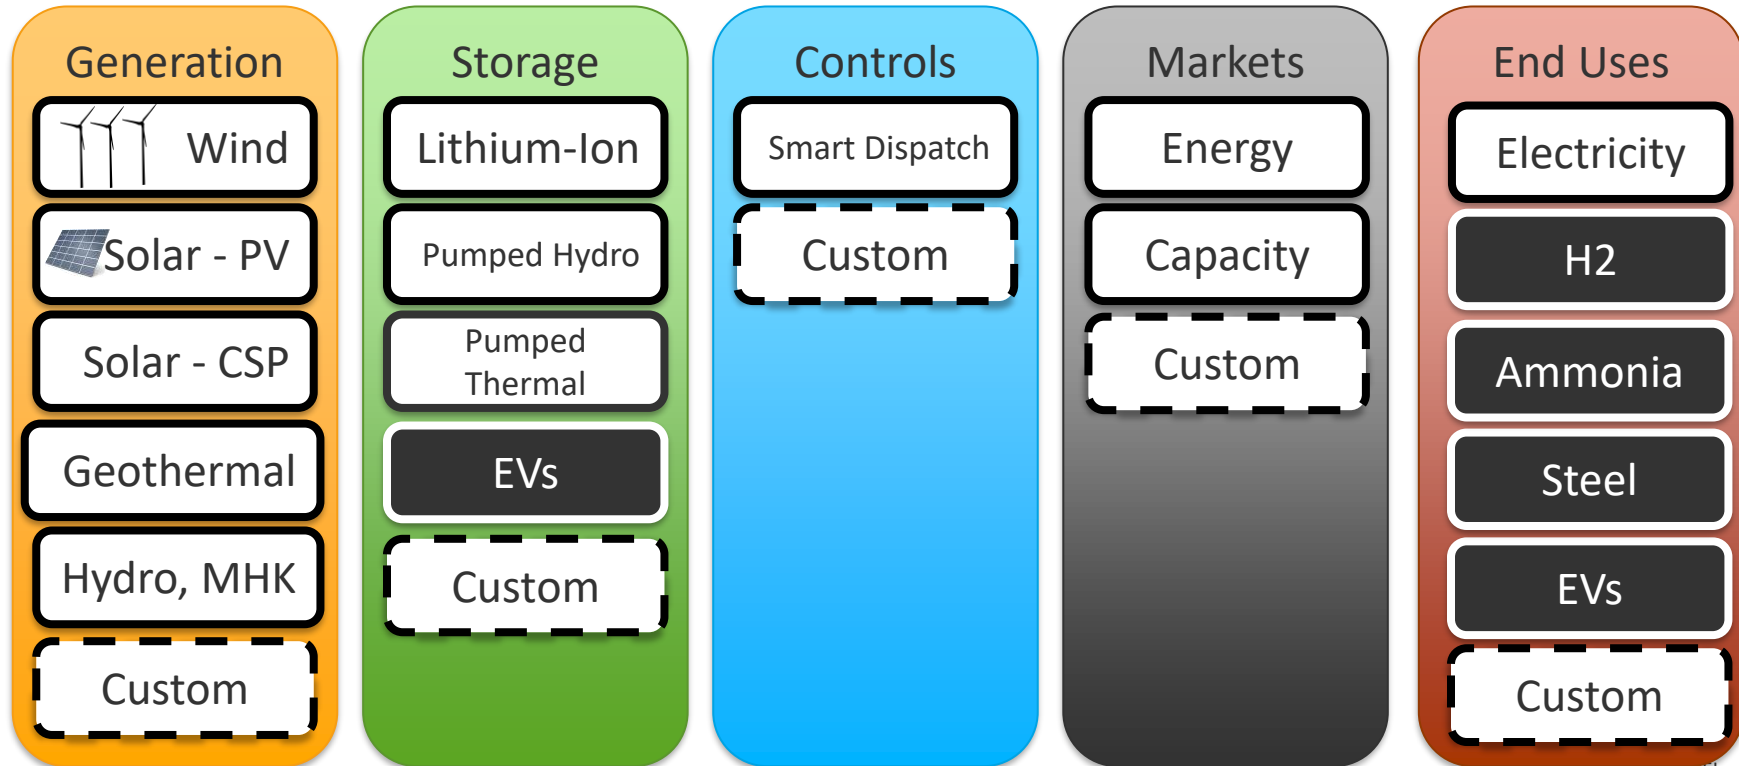 Generation
Wind
Solar - PV
Solar - CSP
Geothermal
Hydro, MHK
Custom
Storage
Lithium-Ion
Pumped Hydro
Pumped
Thermal
EVs
Custom
Controls
Smart Dispatch
Custom
Markets
Energy
Capacity
Custom
End Uses
Electricity
H2
Ammonia
Steel
EVs
Custom